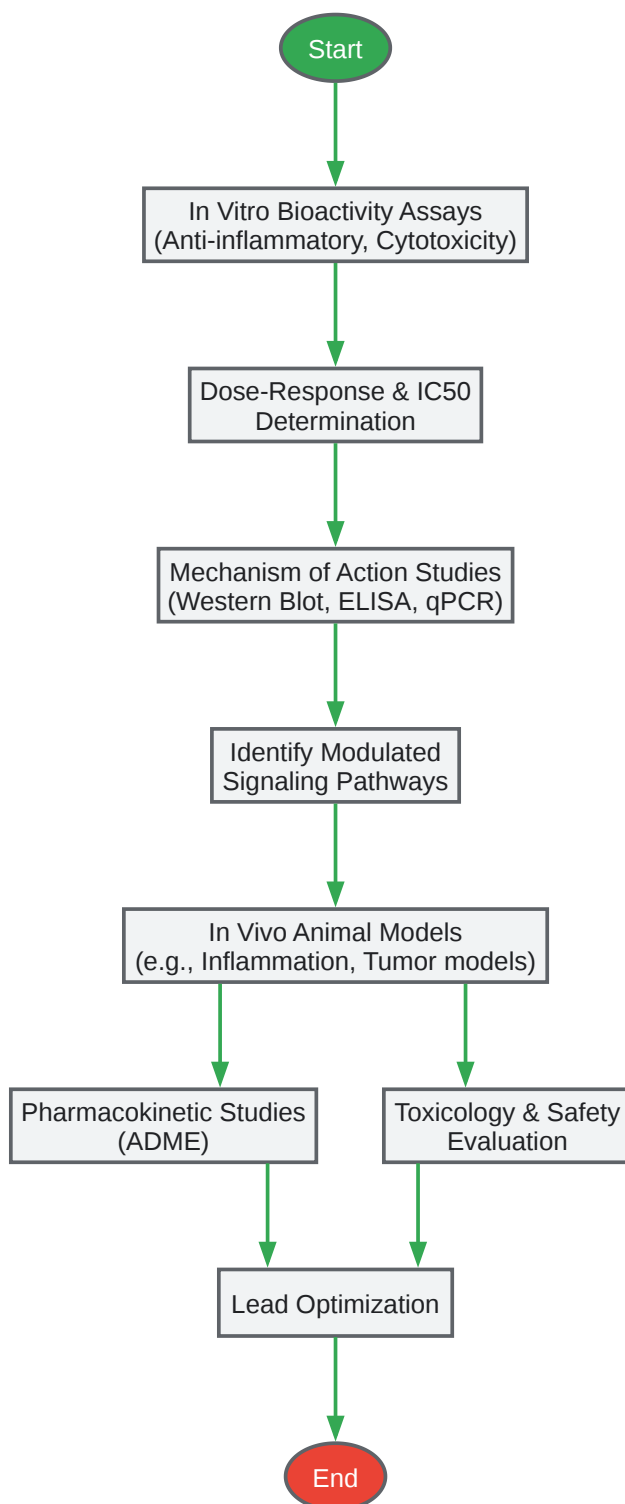 Start
In Vitro Bioactivity Assays
(Anti-inflammatory, Cytotoxicity)
Dose-Response & IC50
Determination
Mechanism of Action Studies
(Western Blot, ELISA, qPCR)
Identify Modulated
Signaling Pathways
In Vivo Animal Models
(e.g., Inflammation, Tumor models)
Pharmacokinetic Studies
(ADME)
Toxicology & Safety
Evaluation
Lead Optimization
End